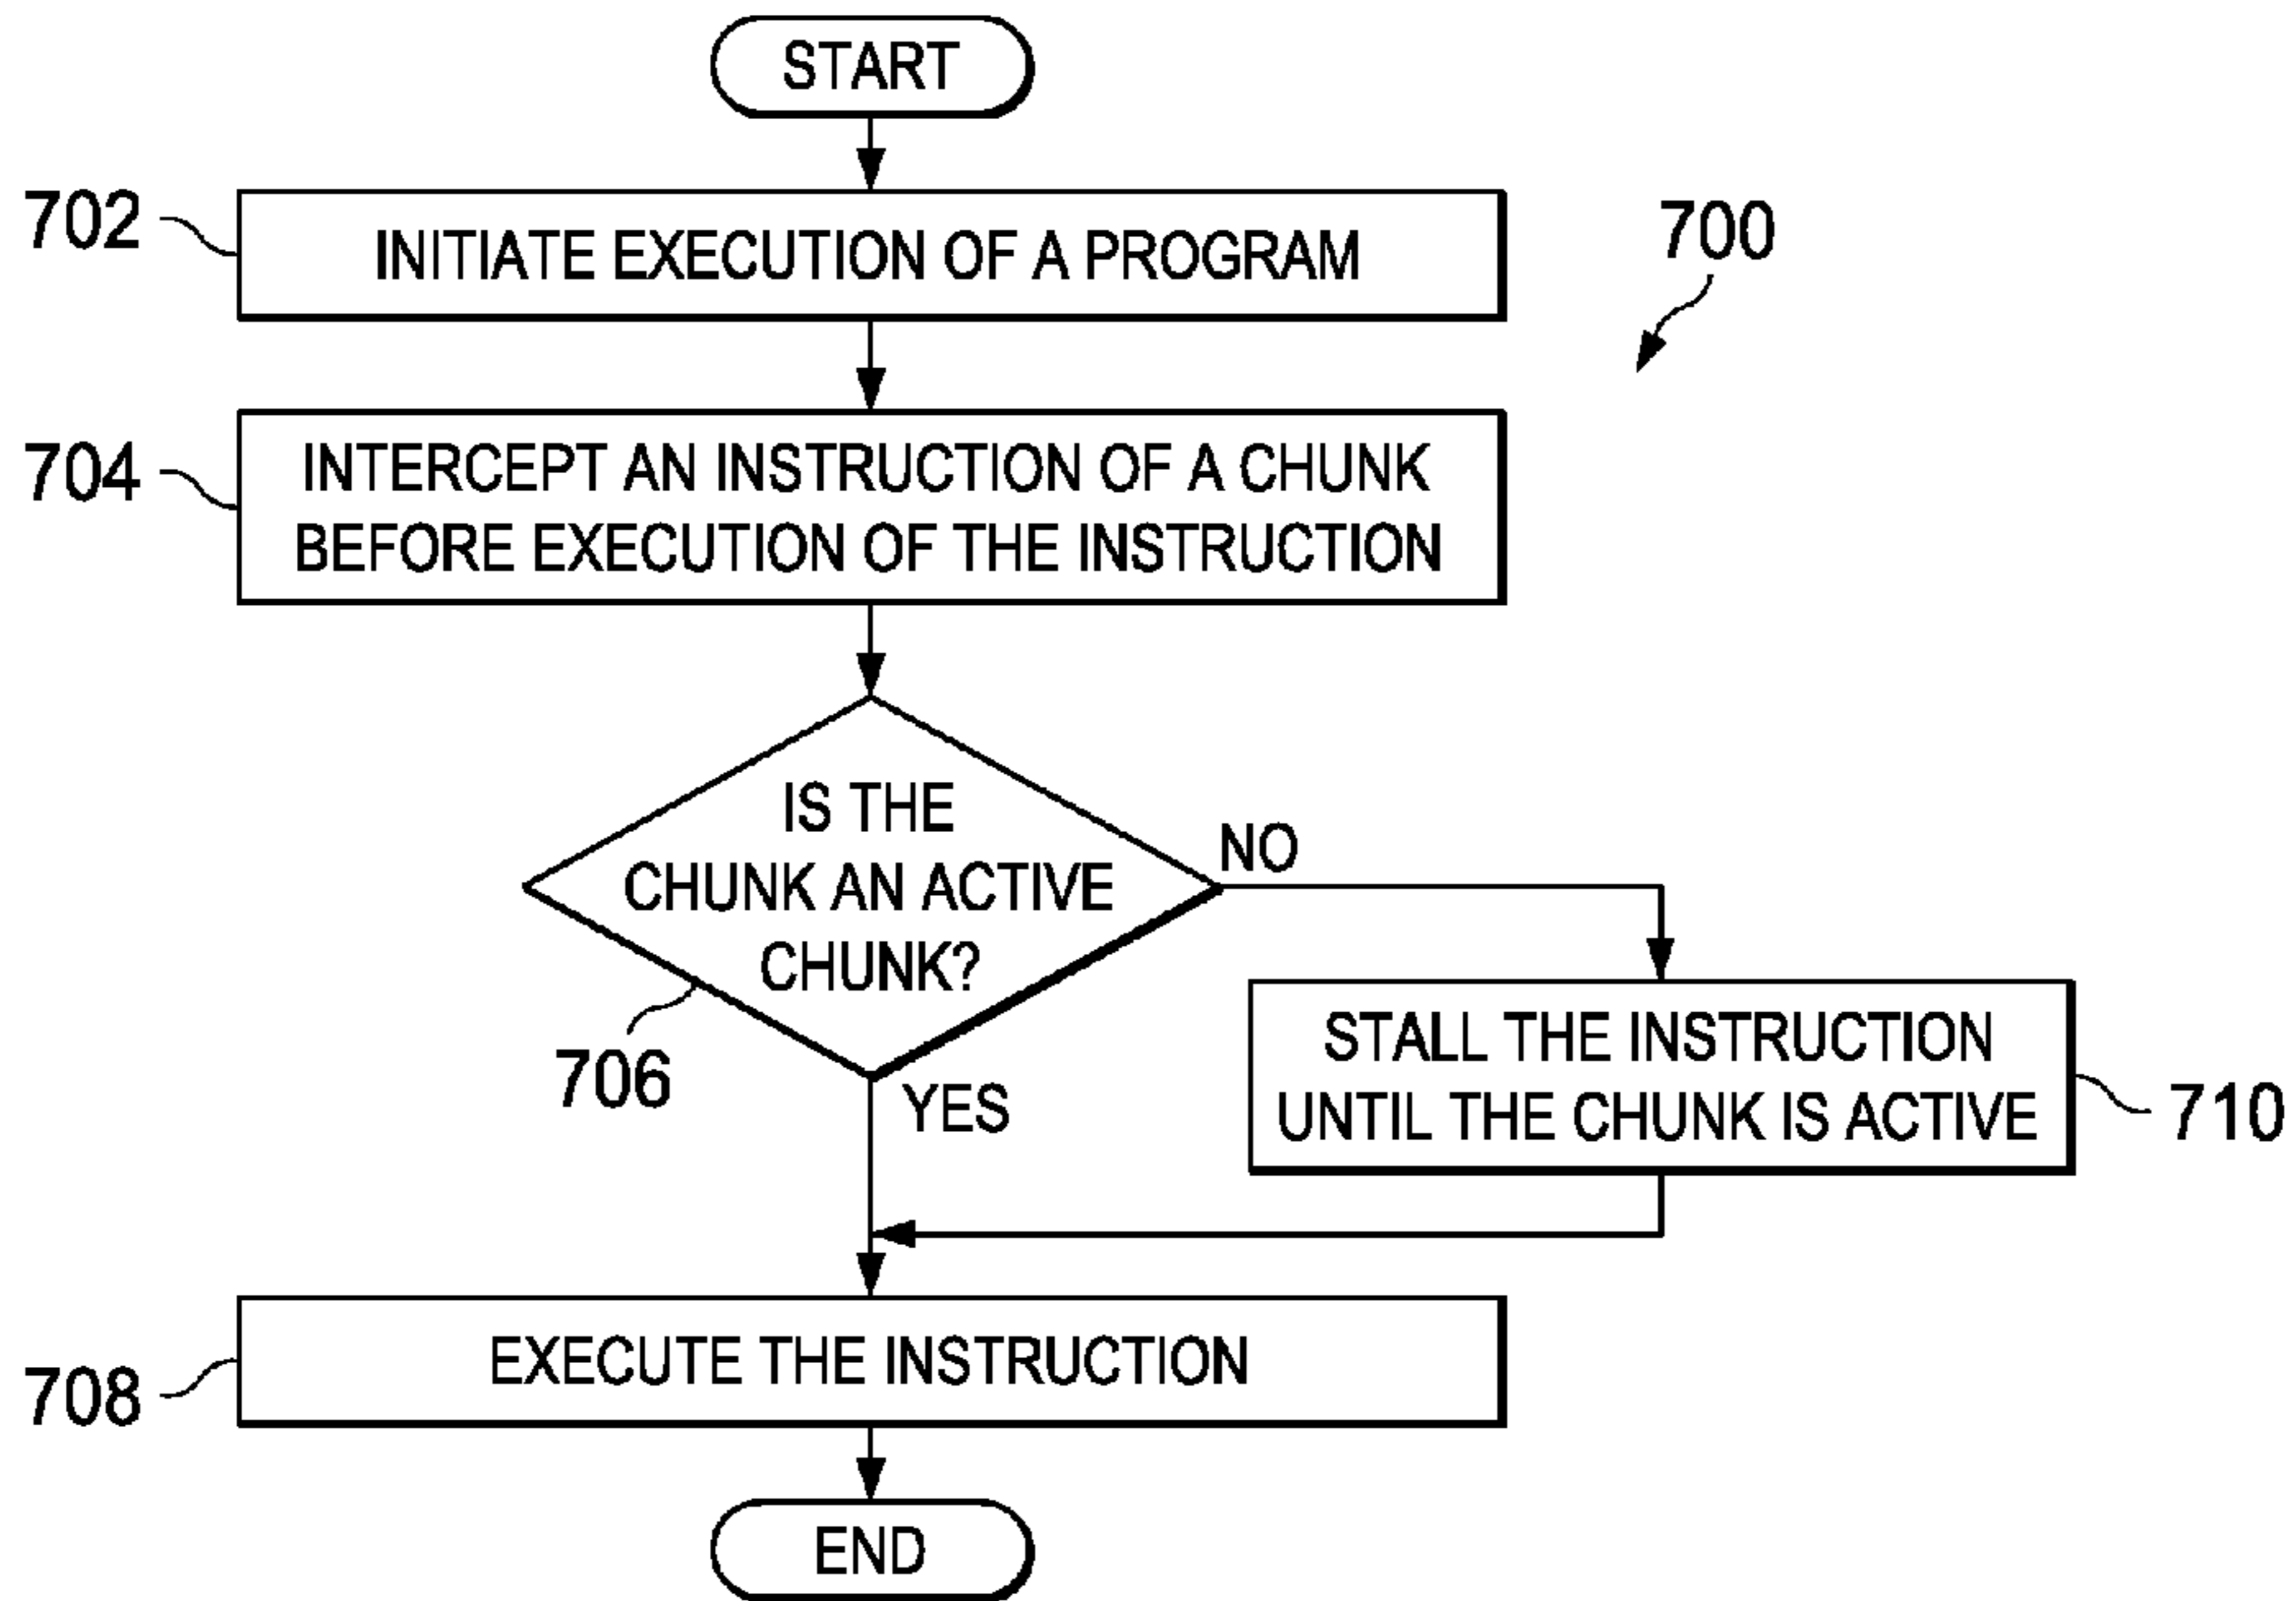 START
702
INITIATE EXECUTION OF A PROGRAM
700
704
INTERCEPT AN INSTRUCTION OF A CHUNK
BEFORE EXECUTION OF THE INSTRUCTION
IS THE
CHUNK AN ACTIVE
CHUNK?
NO
706
YES
STALL THE INSTRUCTION
UNTIL THE CHUNK IS ACTIVE
710
708
EXECUTE THE INSTRUCTION
END